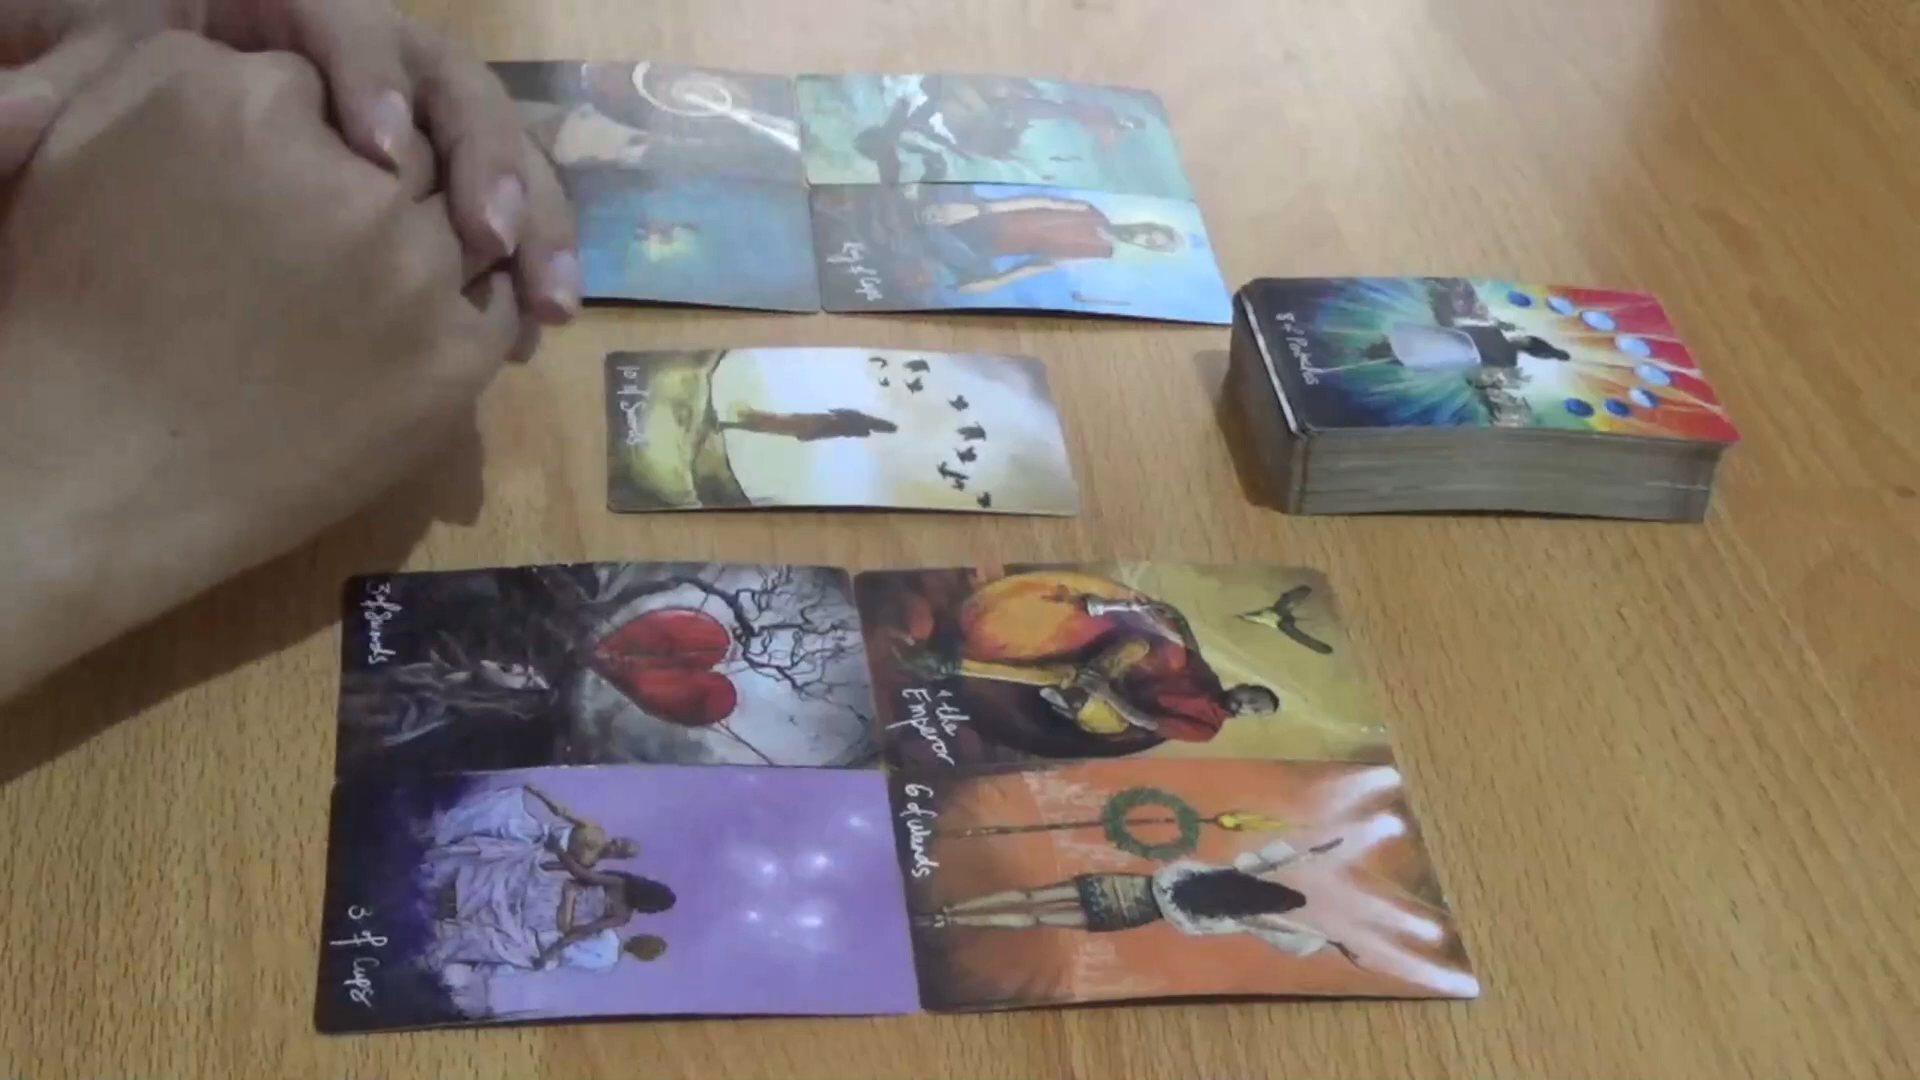 King of Cups
8 of Pentacles
10 of Swords
3 of Swords
4 the
Emperor
3 of Cups
6 of Wands